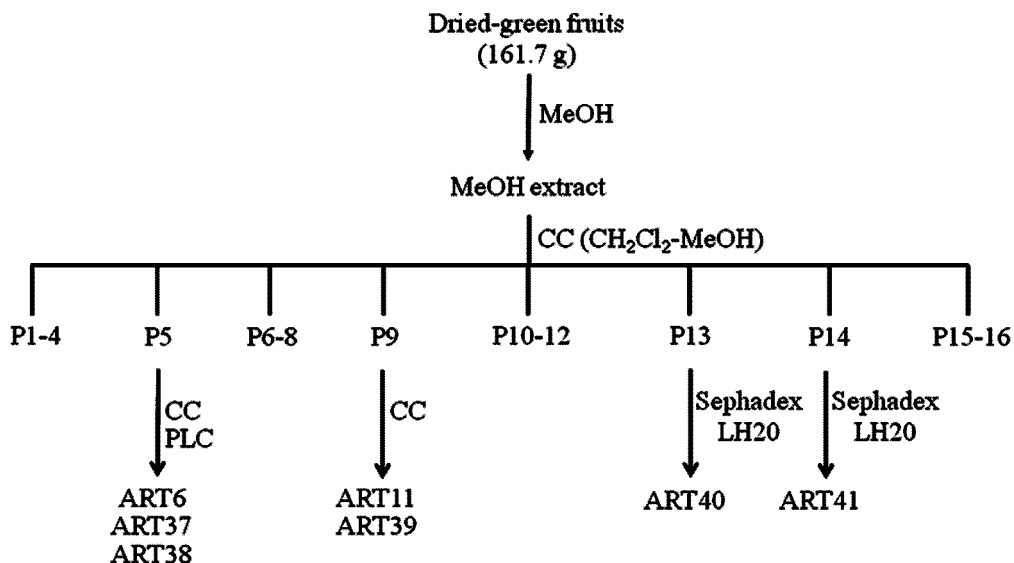 Dried-green fruits
(161.7 g)
MeOH
MeOH extract
CC (CH₂Cl₂-MeOH)
P1-4 P5 P6-8 P9 P10-12 P13 P14 P15-16
CC
PLC
CC
Sephadex
LH20
Sephadex
LH20
ART6
ART37
ART38
ART11
ART39
ART40
ART41